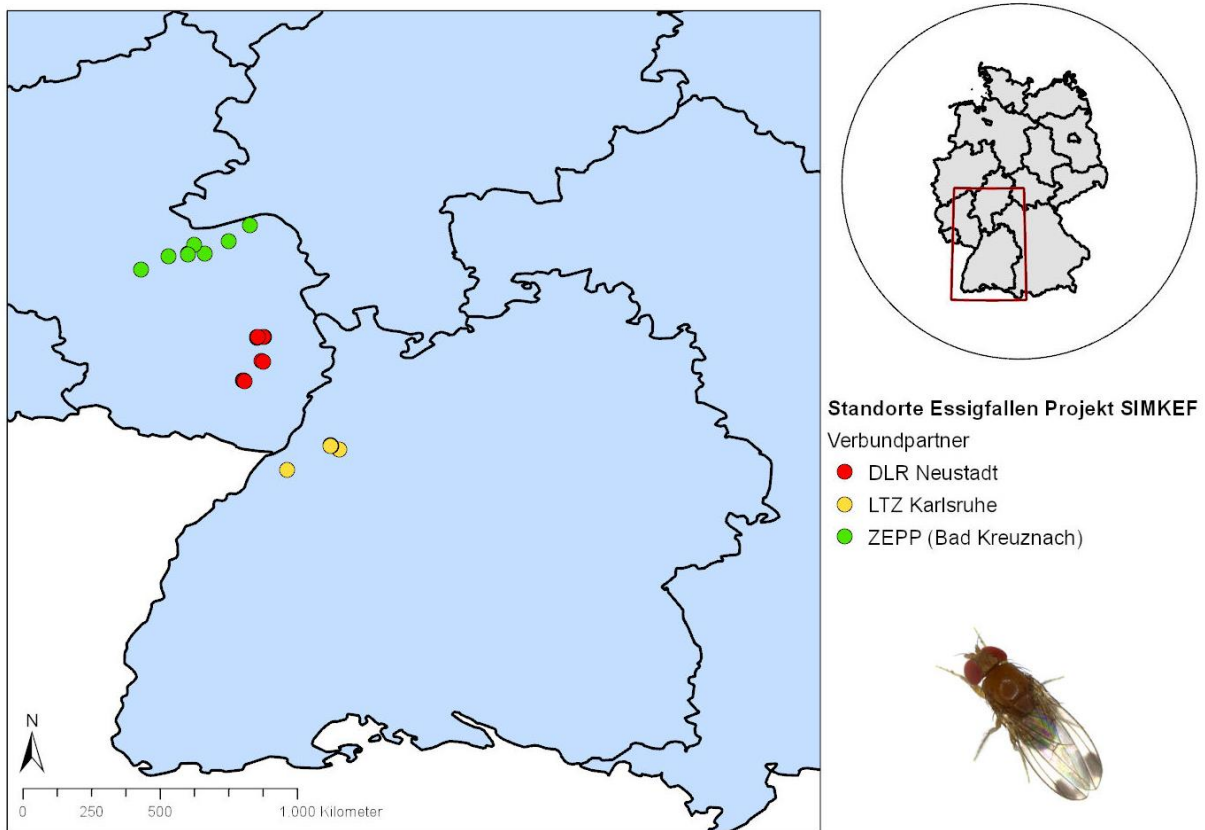 Standorte Essigfallen Projekt SIMKEF
Verbundpartner
DLR Neustadt
LTZ Karlsruhe
ZEPP (Bad Kreuznach)
N
0 250 500 1.000 Kilometer